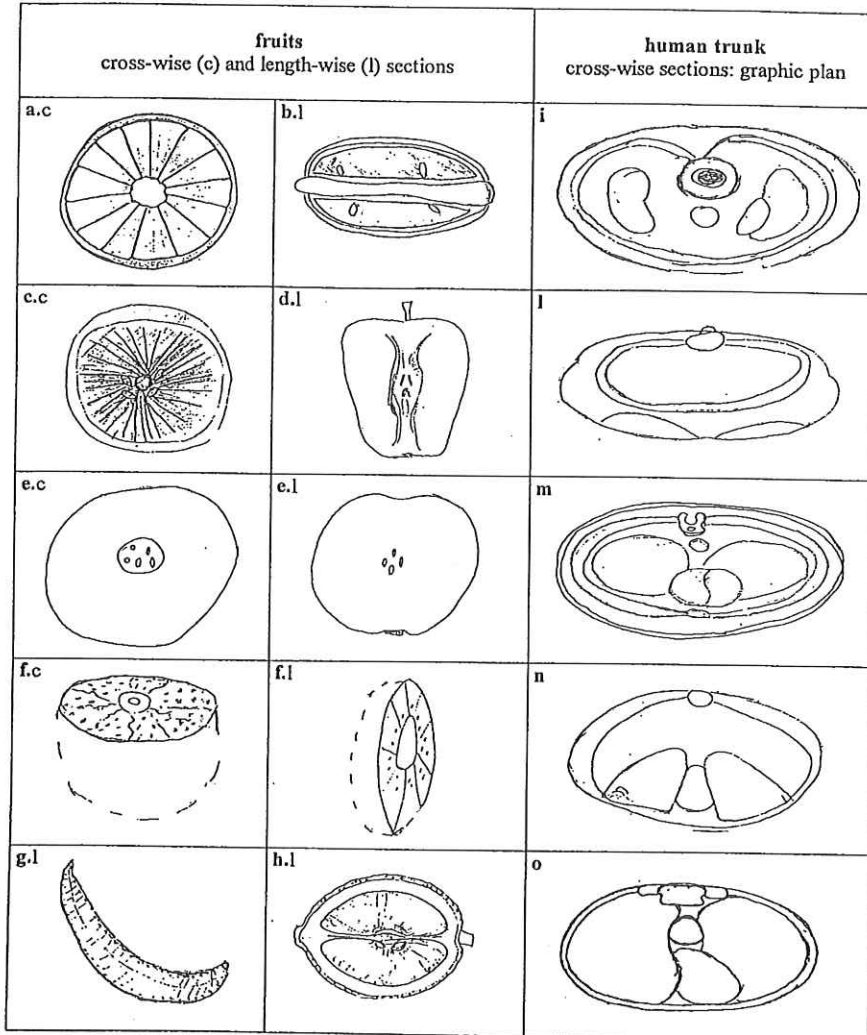 fruits
cross-wise (c) and length-wise (l) sections
human trunk
cross-wise sections: graphic plan
a.c
b.l
i
c.c
d.l
l
e.c
e.l
m
f.c
f.l
n
g.l
h.l
o